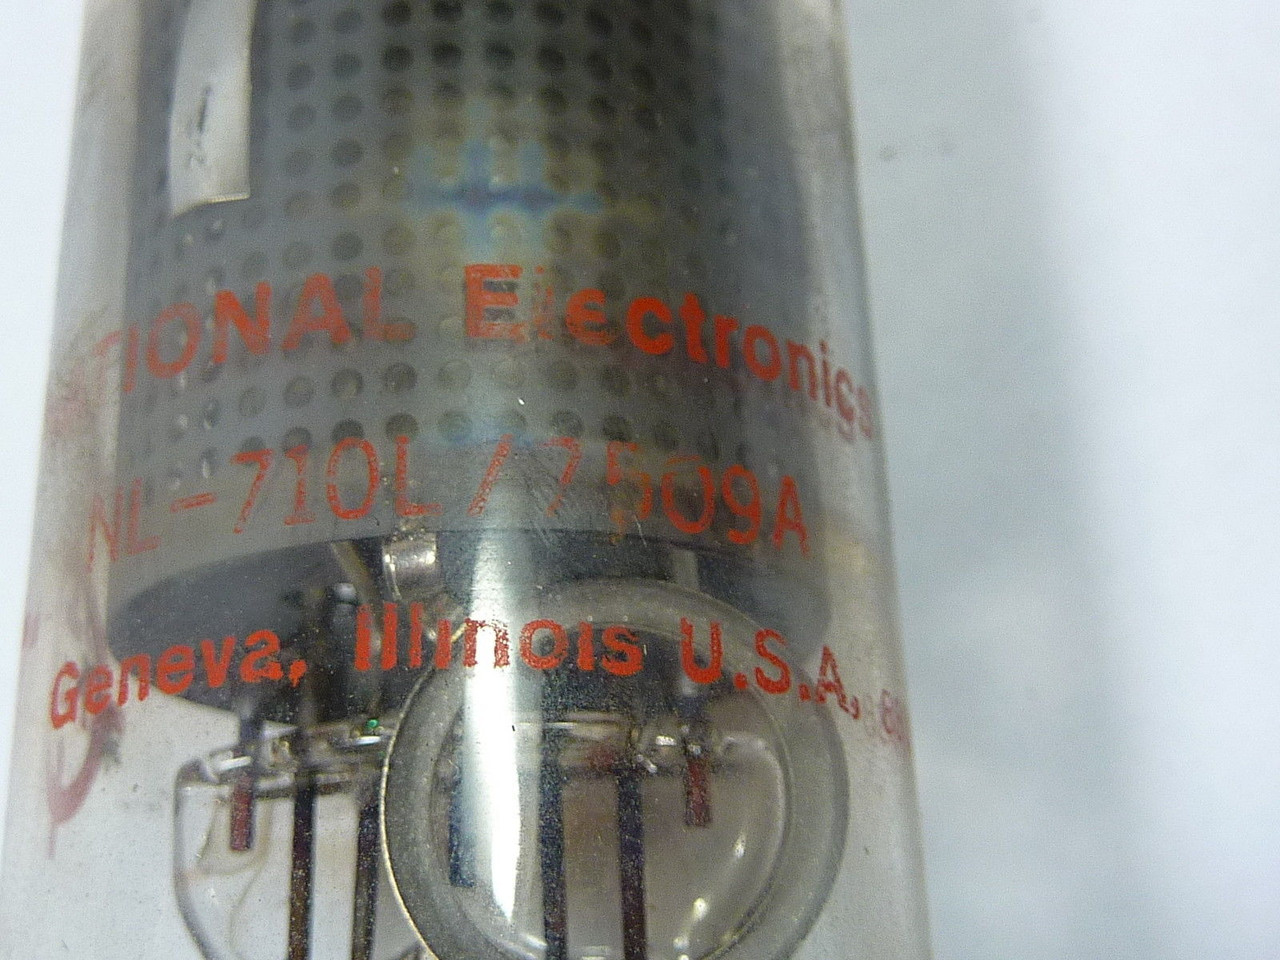 TIONAL Electronics
NL-710L/7509A
Geneva, Illinois U.S.A.